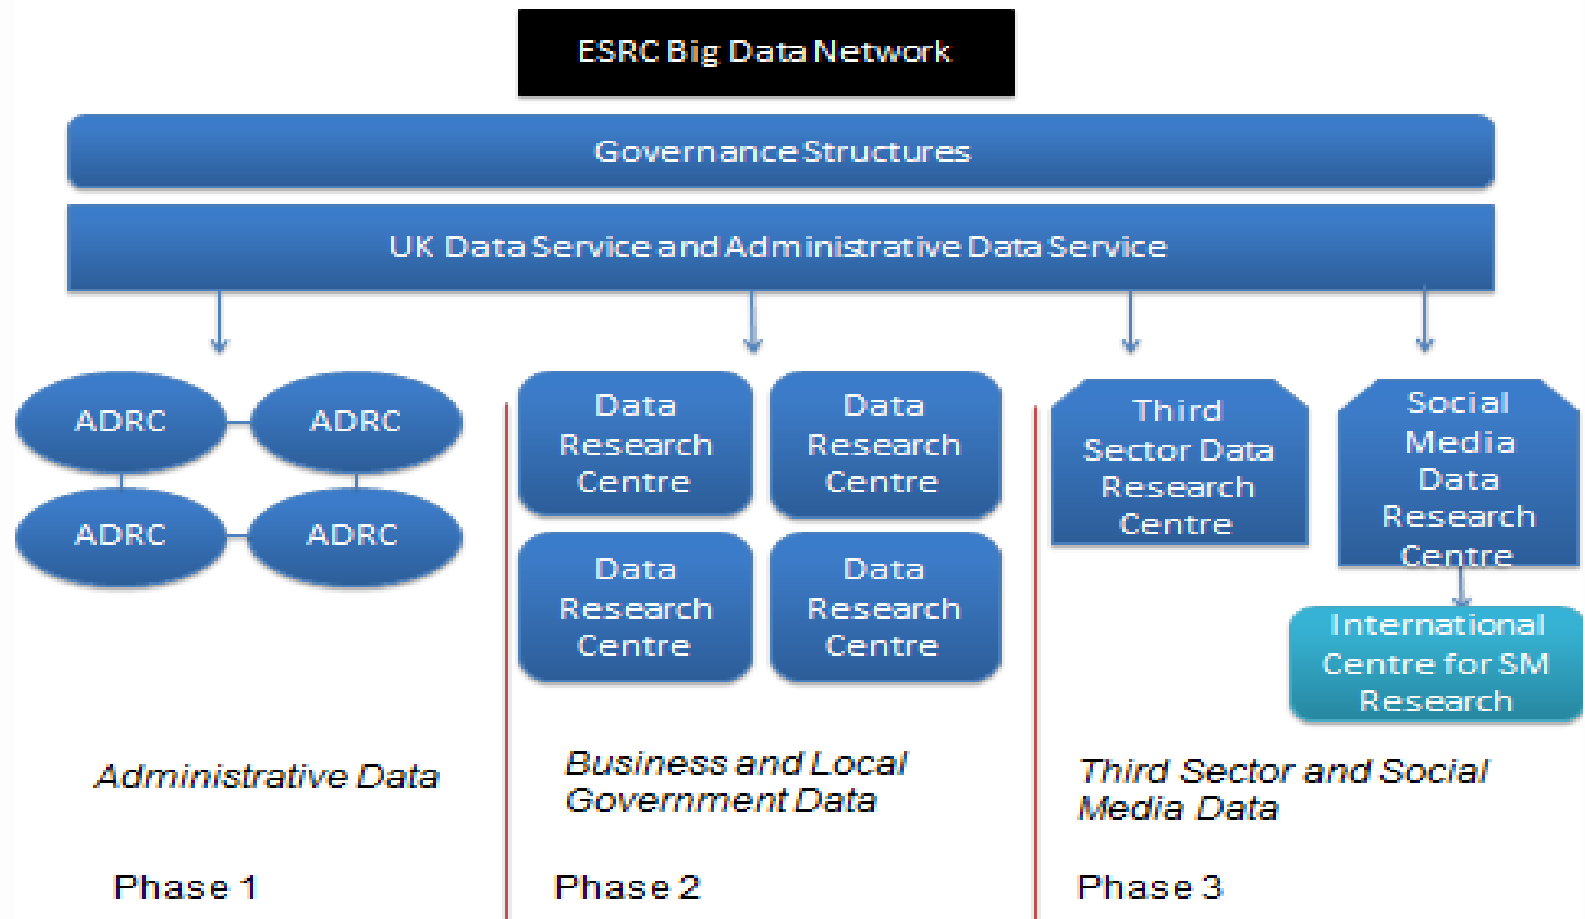 ESRC Big Data Network
Governance Structures
UK Data Service and Administrative Data Service
ADRC
ADRC
ADRC
ADRC
Data
Research
Centre
Data
Research
Centre
Data
Research
Centre
Data
Research
Centre
Third
Sector Data
Research
Centre
Social
Media
Data
Research
Centre
International
Centre for SM
Research
Administrative Data
Business and Local
Government Data
Third Sector and Social
Media Data
Phase 1
Phase 2
Phase 3